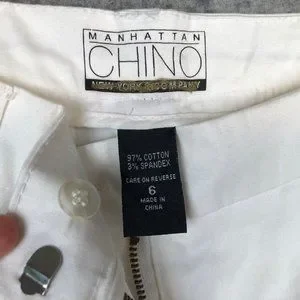 MANHATTAN
CHINO
NEW YORK & COMPANY
97% COTTON
3% SPANDEX
CARE ON REVERSE
6
MADE IN
CHINA